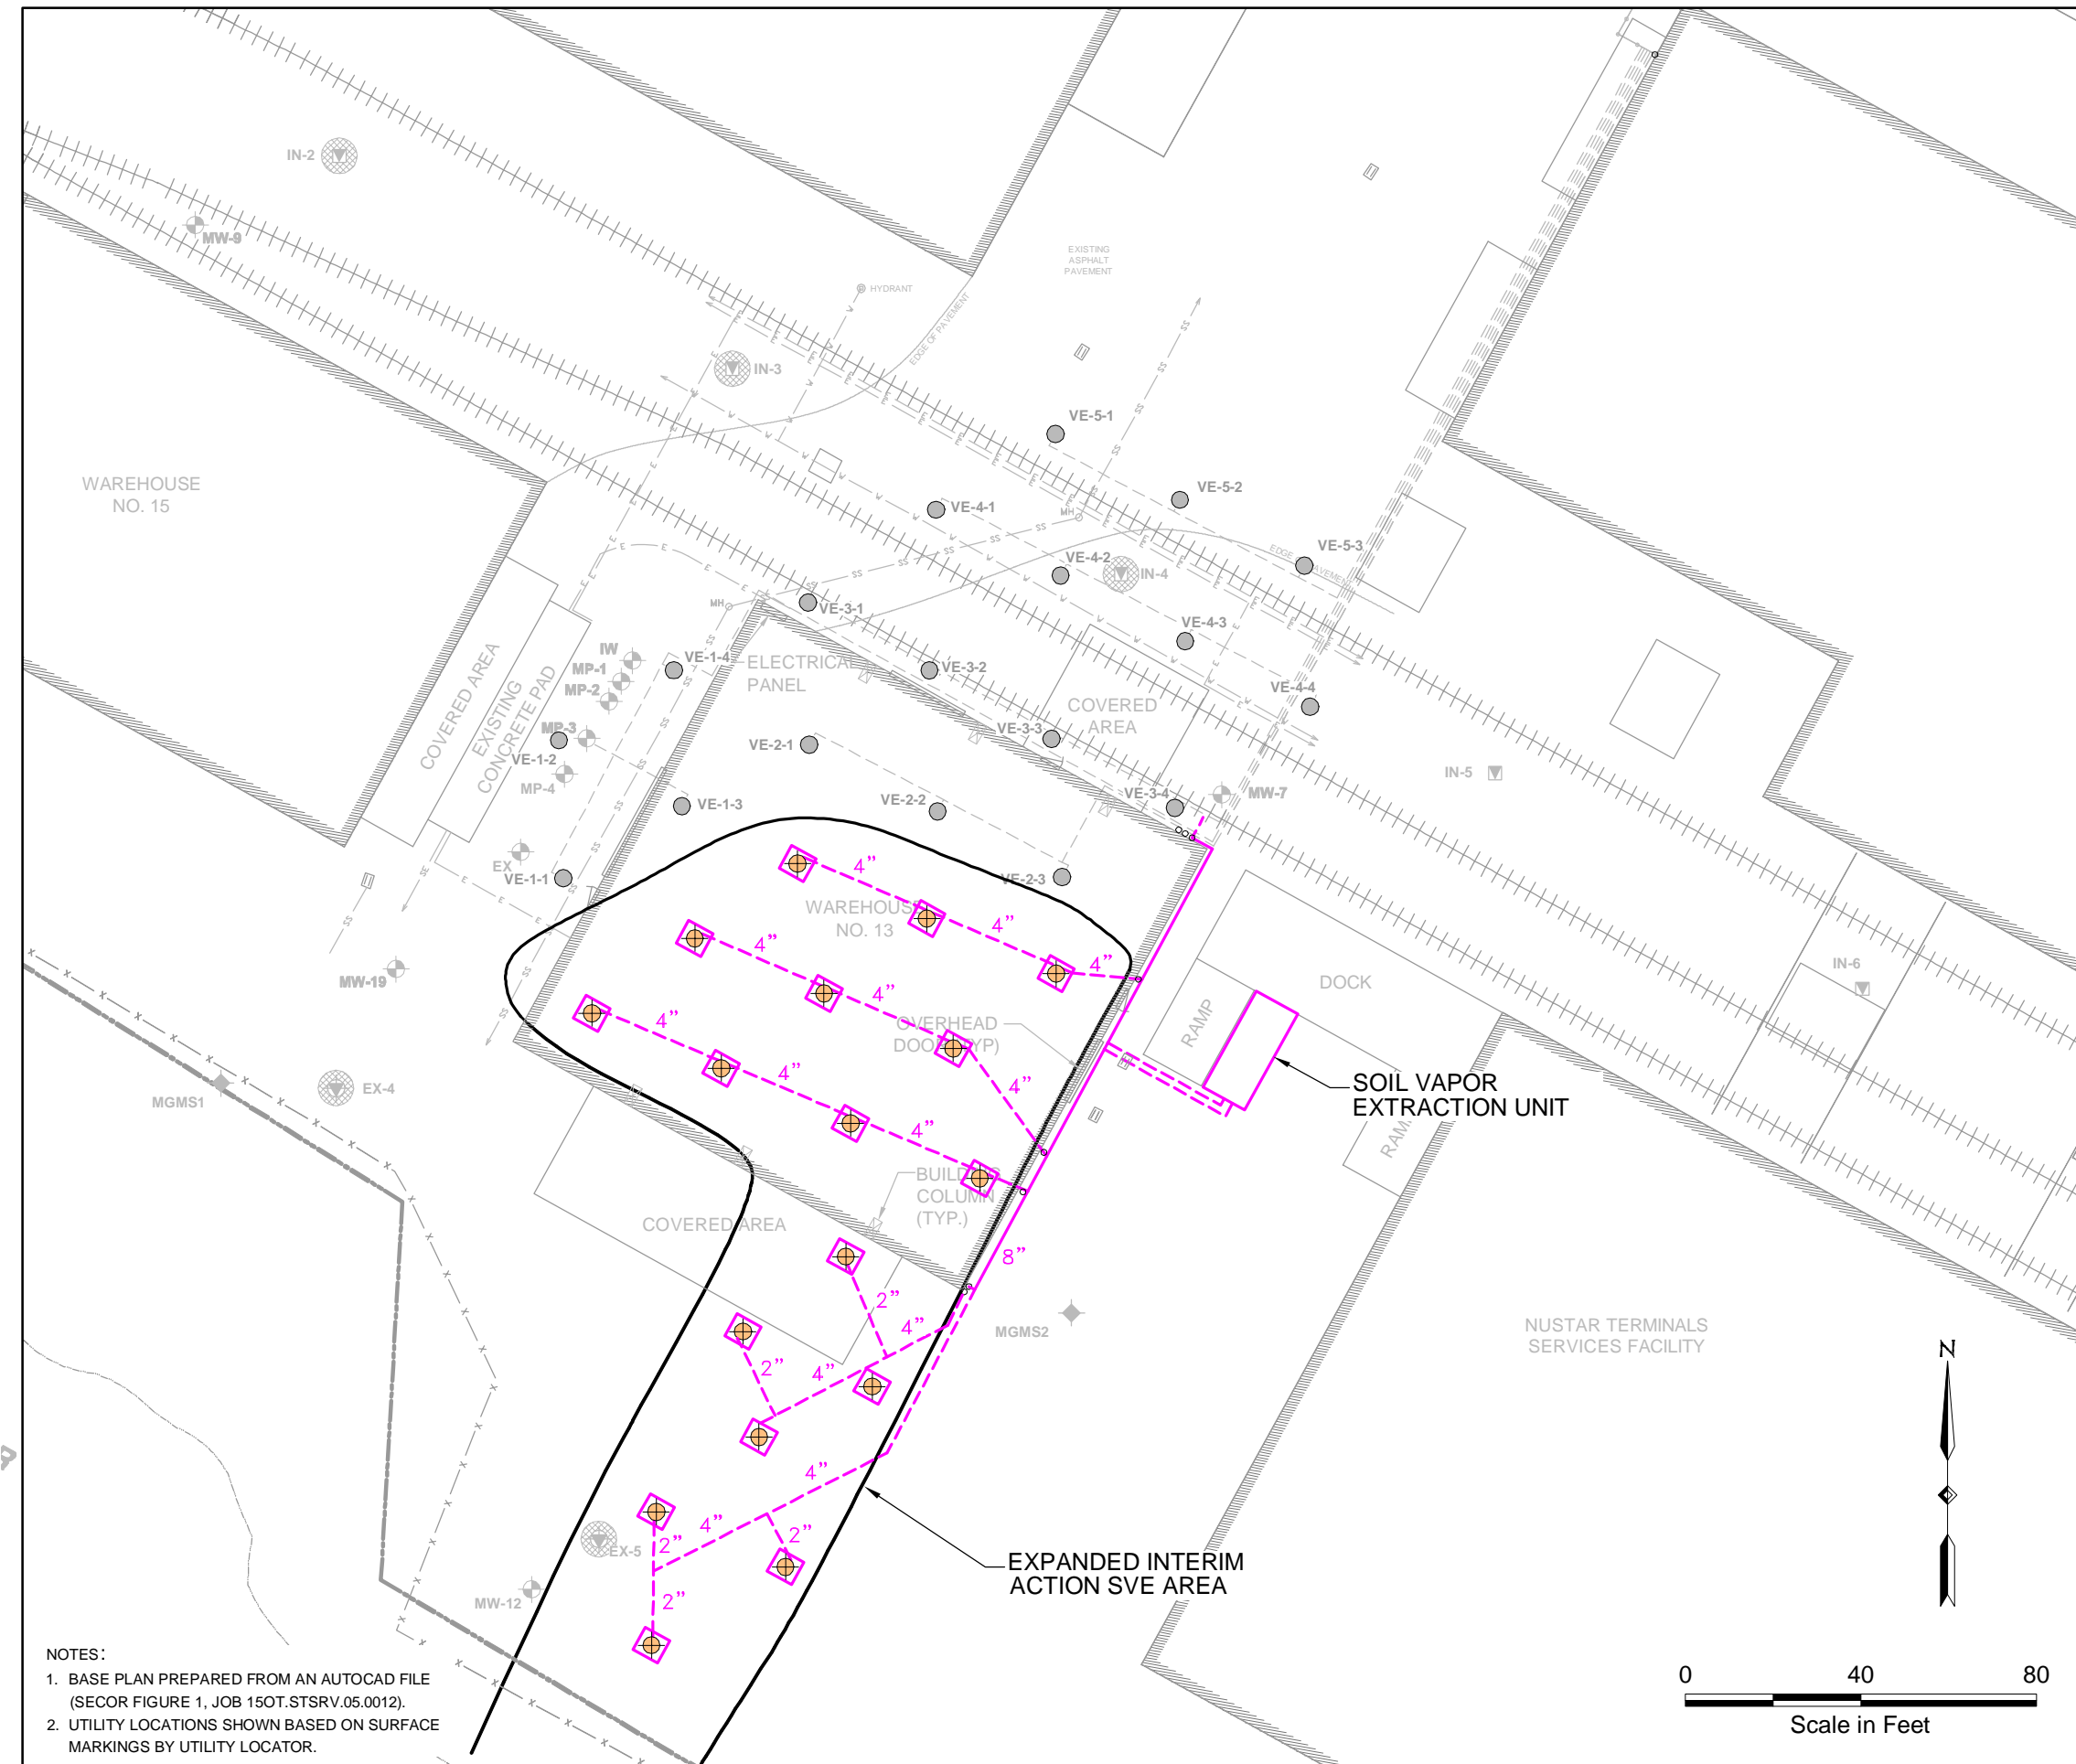 IN-2
MW-9
EXISTING
ASPHALT
PAVEMENT
HYDRANT
EDGE OF PAVEMENT
IN-3
VE-5-1
WAREHOUSE
NO. 15
VE-5-2
VE-4-1
MH
VE-5-3
VE-4-2
IN-4
MH
VE-3-1
VE-4-3
IW
MP-1
MP-2
VE-1-4
ELECTRICAL
PANEL
VE-3-2
COVERED
AREA
VE-4-4
COVERED AREA
EXISTING
CONCRETE PAD
MP-3
VE-1-2
MP-4
VE-2-1
VE-3-3
IN-5
VE-1-3
VE-2-2
VE-3-4
MW-7
EX
VE-1-1
4”
VE-2-3
WAREHOUSE
NO. 13
4”
4”
4”
4”
MW-19
DOCK
IN-6
RAMP
4”
OVERHEAD
4”
4”
4”
SOIL VAPOR
EXTRACTION UNIT
MGMS1
EX-4
COLUMN
(TYP.)
COVERED AREA
8”
2”
4”
MGMS2
NUSTAR TERMINALS
SERVICES FACILITY
N
2”
4”
4”
4”
2”
2”
EX-5
EXPANDED INTERIM
ACTION SVE AREA
MW-12
2”
NOTES:
1. BASE PLAN PREPARED FROM AN AUTOCAD FILE
(SECOR FIGURE 1, JOB 15OT.STSRV.05.0012).
2. UTILITY LOCATIONS SHOWN BASED ON SURFACE
MARKINGS BY UTILITY LOCATOR.
0 40 80
Scale in Feet